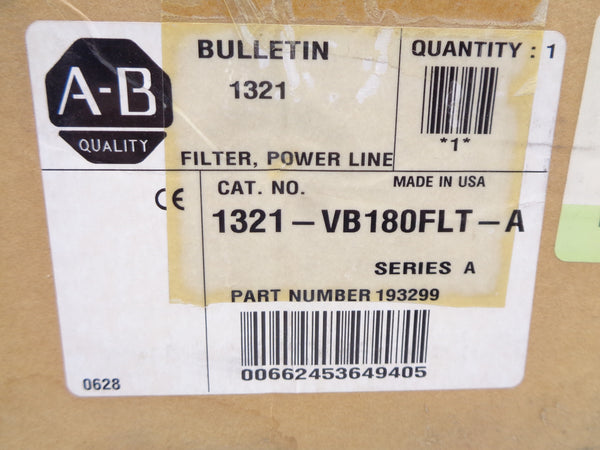 A-B
QUALITY
BULLETIN
1321
QUANTITY : 1
*1*
FILTER, POWER LINE
CAT. NO.
MADE IN USA
CE
1321-VB180FLT-A
SERIES A
PART NUMBER 193299
00662453649405
0628